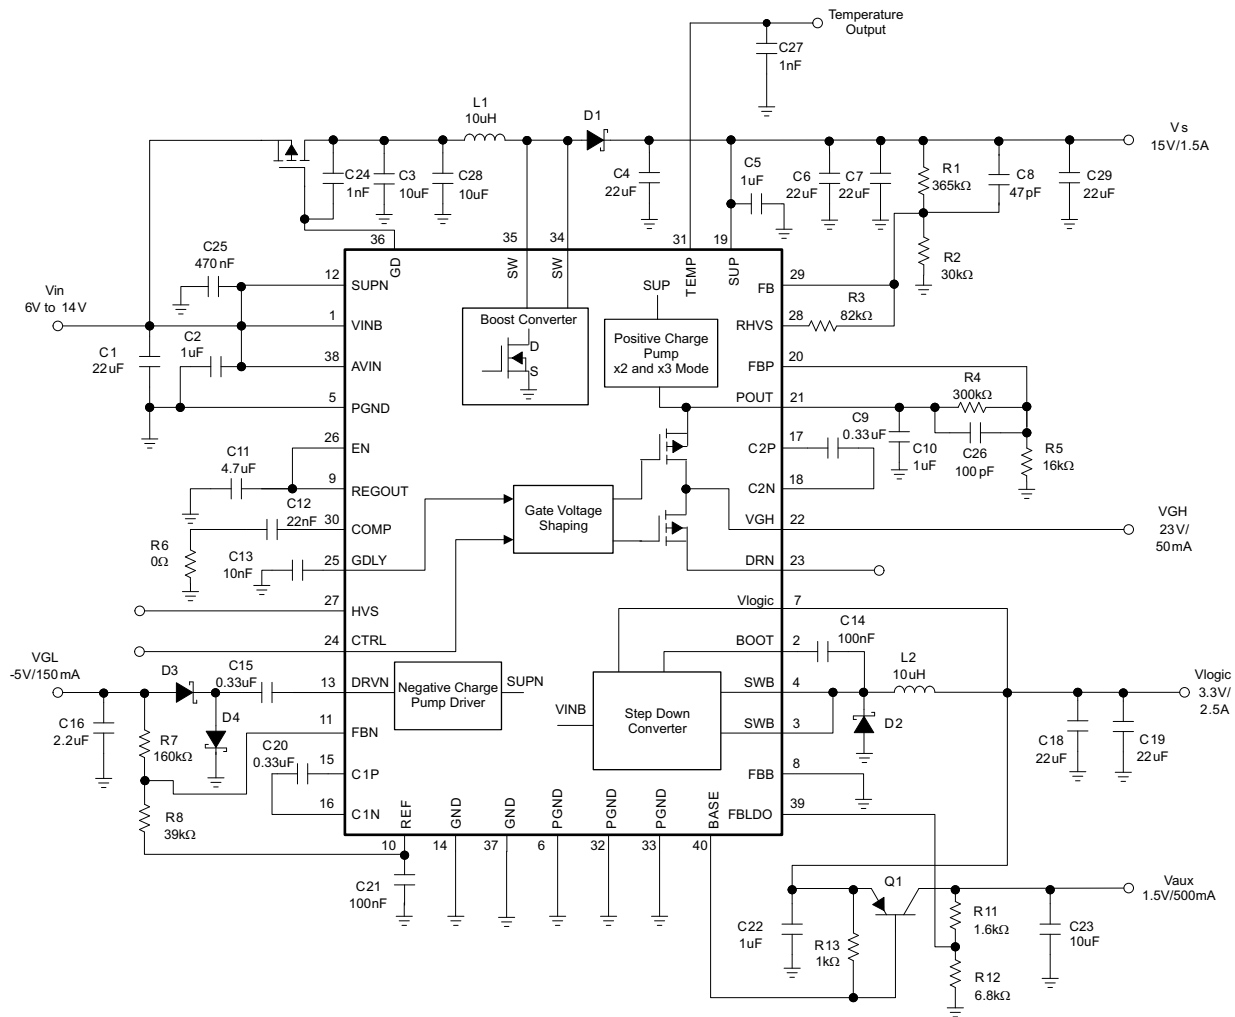 Temperature
Output
C27
1nF
L1
10uH
D1
Vs
15V/1.5A
C24
1nF
C3
10uF
C28
10uF
C4
22uF
C5
1uF
C6
22uF
C7
22uF
R1
365kΩ
C8
47pF
C29
22uF
R2
30kΩ
36
35
34
31
19
GD
SW
SW
TEMP
SUP
C25
470nF
12
SUPN
Vin
6V to 14V
1
VINB
C1
22uF
C2
1uF
38
AVIN
5
PGND
26
EN
C11
4.7uF
9
REGOUT
C12
22nF
30
COMP
R6
0Ω
C13
10nF
25
GDLY
27
HVS
24
CTRL
Boost Converter
D
S
SUP
Positive Charge
Pump
x2 and x3 Mode
Gate Voltage
Shaping
29
FB
28
RHVS
R3
82kΩ
20
FBP
21
POUT
R4
300kΩ
C9
0.33uF
C10
1uF
C26
100pF
R5
16kΩ
17
C2P
18
C2N
22
VGH
VGH
23V/
50mA
23
DRN
7
Vlogic
2
BOOT
C14
100nF
L2
10uH
4
SWB
3
SWB
D2
Vlogic
3.3V/
2.5A
C18
22uF
C19
22uF
8
FBB
39
FBLDO
VINB
Step Down
Converter
VGL
-5V/150mA
D3
C15
0.33uF
13
DRVN
Negative Charge
Pump Driver
SUPN
C16
2.2uF
R7
160kΩ
D4
11
FBN
C20
0.33uF
15
C1P
16
C1N
R8
39kΩ
REF
GND
GND
PGND
PGND
PGND
BASE
10
14
37
6
32
33
40
C21
100nF
Q1
Vaux
1.5V/500mA
C22
1uF
R13
1kΩ
R11
1.6kΩ
C23
10uF
R12
6.8kΩ